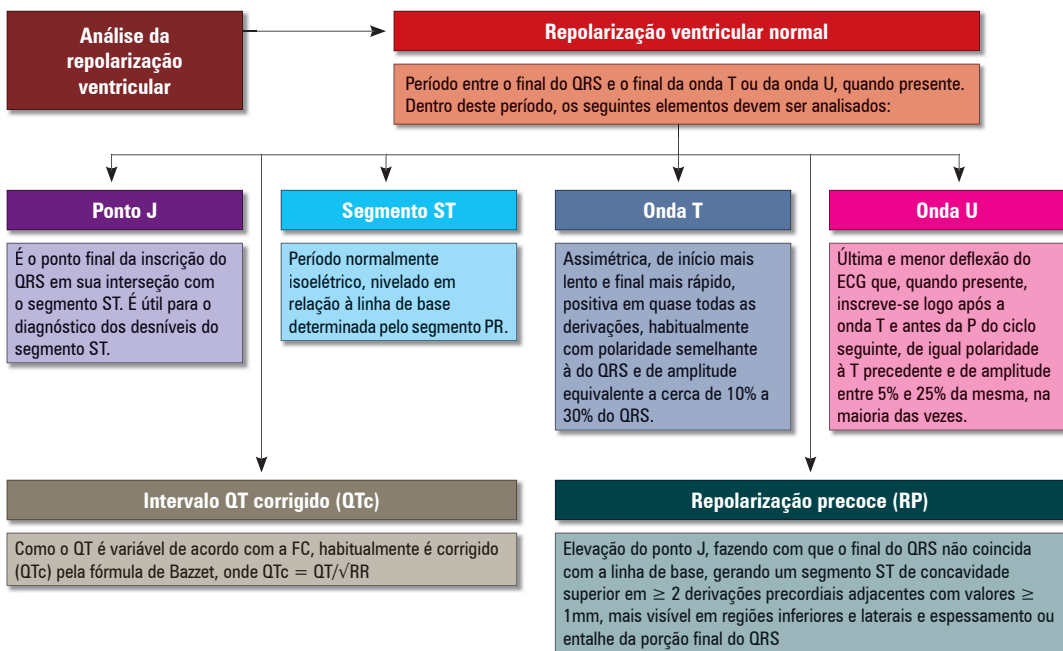 Análise da
repolarização
ventricular
Repolarização ventricular normal
Período entre o final do QRS e o final da onda T ou da onda U, quando presente.
Dentro deste período, os seguintes elementos devem ser analisados:
Ponto J
É o ponto final da inscrição do
QRS em sua interseção com
o segmento ST. É útil para o
diagnóstico dos desníveis do
segmento ST.
Segmento ST
Período normalmente
isoelétrico, nivelado em
relação à linha de base
determinada pelo segmento PR.
Onda T
Assimétrica, de início mais
lento e final mais rápido,
positiva em quase todas as
derivações, habitualmente
com polaridade semelhante
à do QRS e de amplitude
equivalente a cerca de 10% a
30% do QRS.
Onda U
Última e menor deflexão do
ECG que, quando presente,
inscreve-se logo após a
onda T e antes da P do ciclo
seguinte, de igual polaridade
à T precedente e de amplitude
entre 5% e 25% da mesma, na
maioria das vezes.
Intervalo QT corrigido (QTc)
Como o QT é variável de acordo com a FC, habitualmente é corrigido
(QTc) pela fórmula de Bazzet, onde QTc = QT/√RR
Repolarização precoce (RP)
Elevação do ponto J, fazendo com que o final do QRS não coincida
com a linha de base, gerando um segmento ST de concavidade
superior em ≥ 2 derivações precordiais adjacentes com valores ≥
1mm, mais visível em regiões inferiores e laterais e espessamento ou
entalhe da porção final do QRS